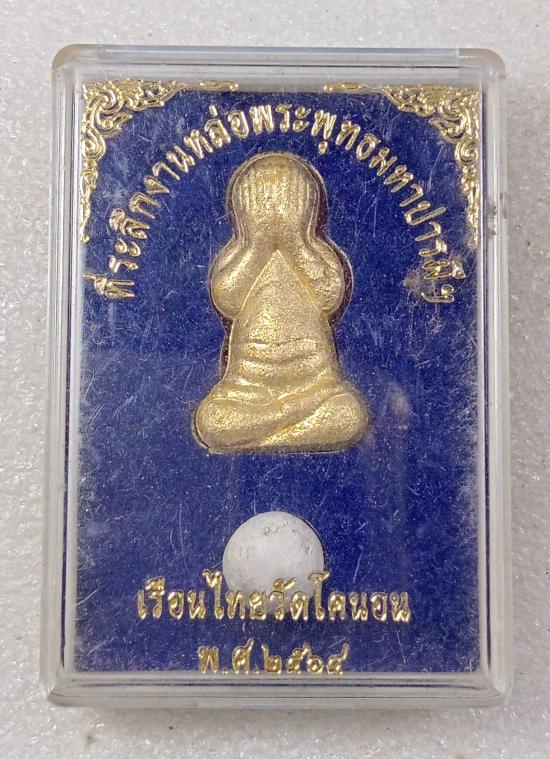 ที่ระลึกงานหล่อพระพุทธมหาปารมีฯ
เรือนไทยวัดโคนอน
พ.ศ.๒๕๖๔